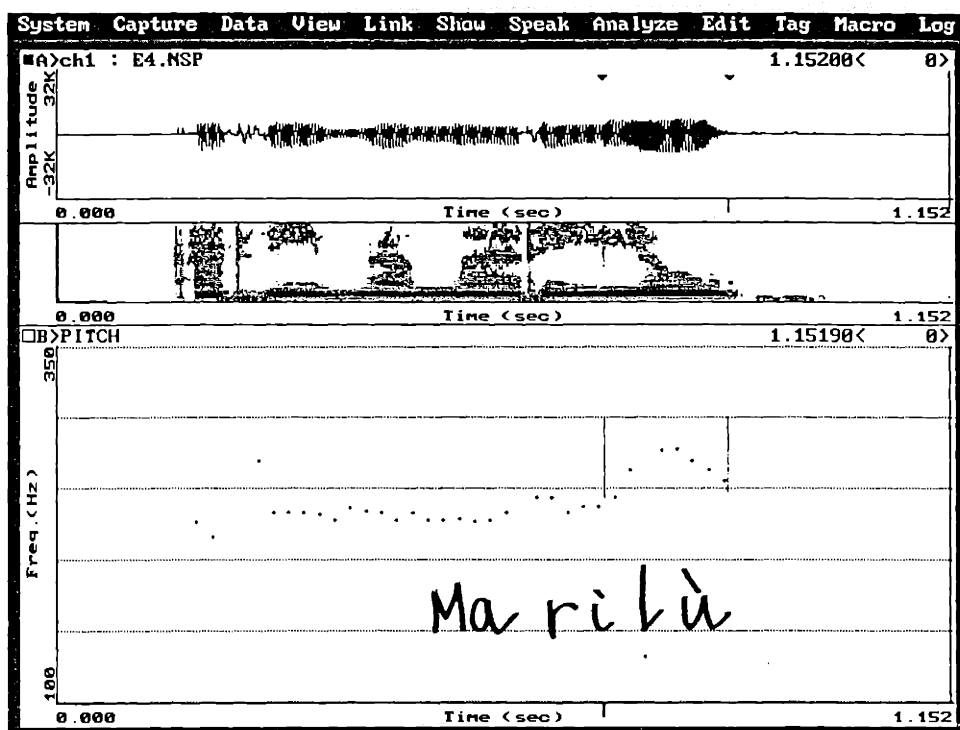 System Capture Data View Link Show Speak Analyze Edit Tag Macro Log
■A>ch1 : E4.NSP 1.15200< 0>
Amplitude
32K
-32K
0.000 Time (sec) 1.152
0.000 Time (sec) 1.152
□B>PITCH 1.15190< 0>
Freq.(Hz)
350
100
Ma ri lù
0.000 Time (sec) 1.152